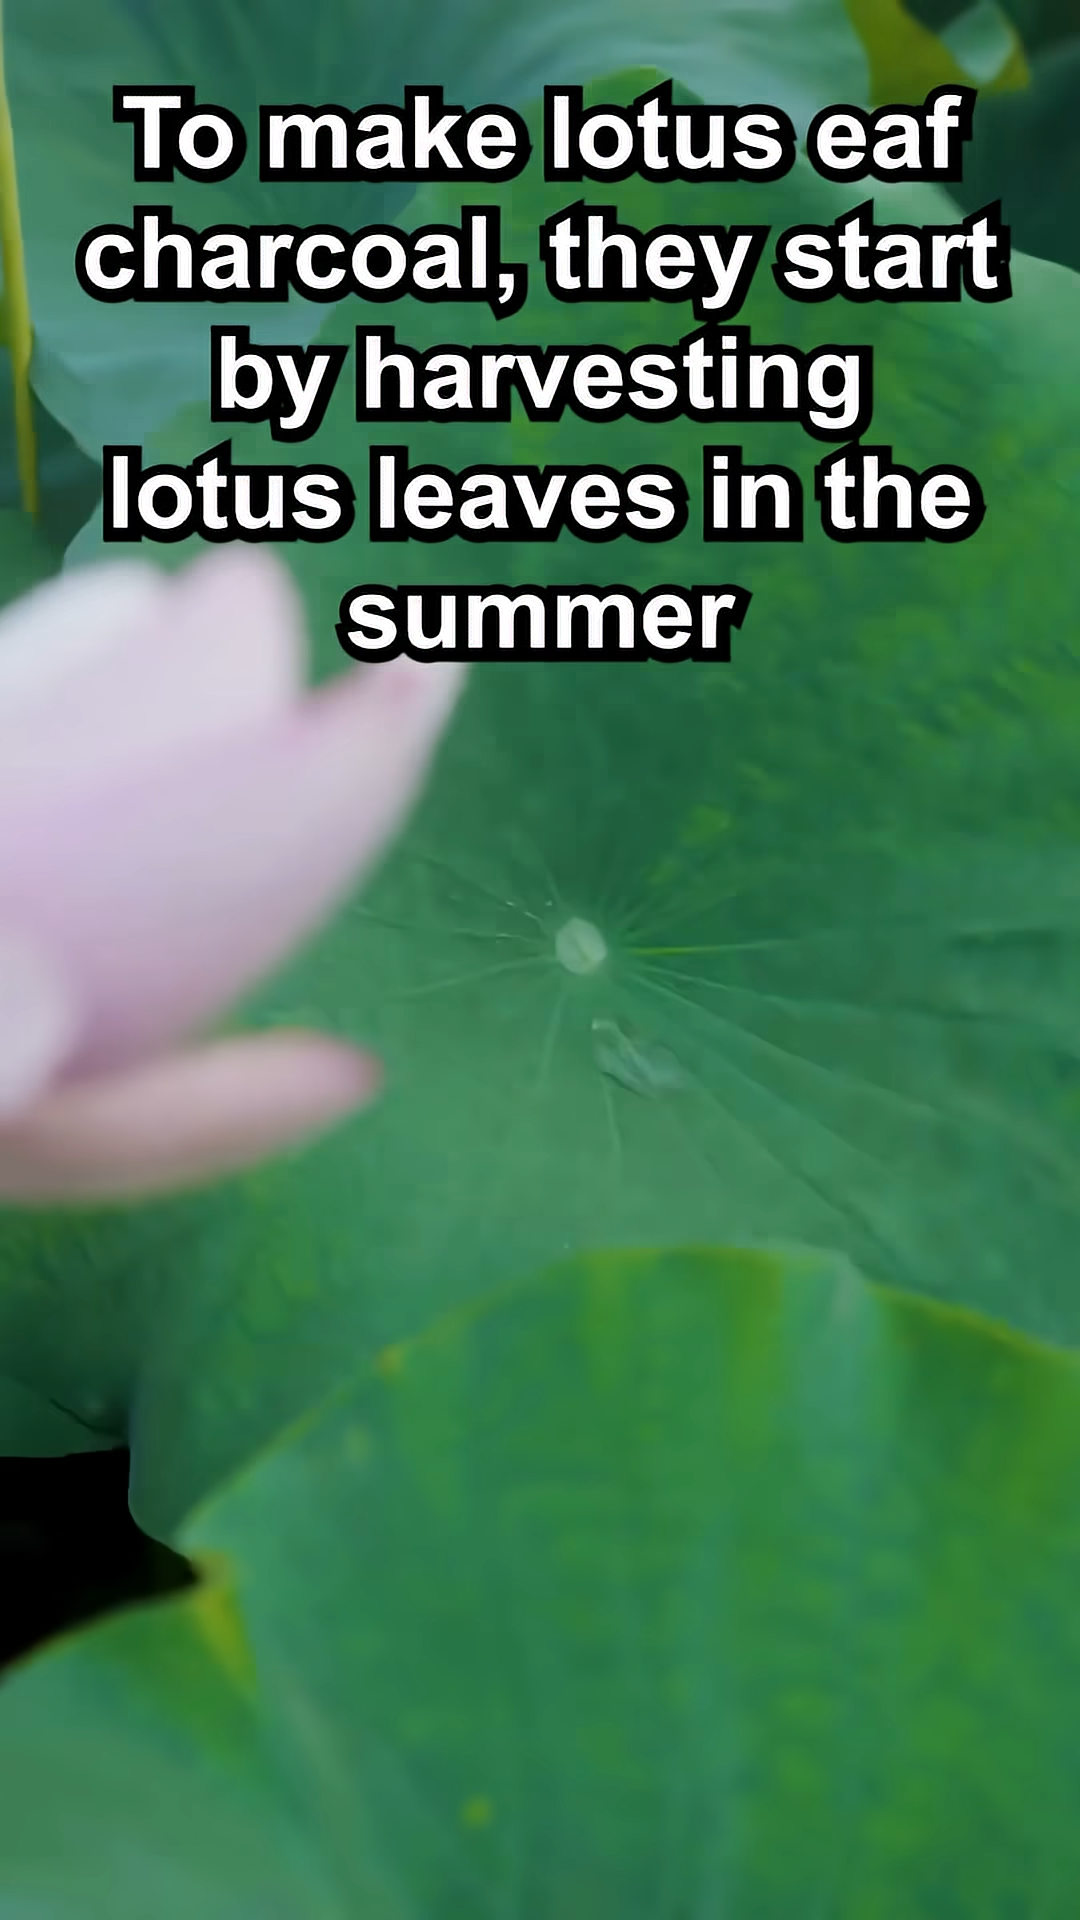 To make lotus eaf
charcoal, they start
by harvesting
lotus leaves in the
summer